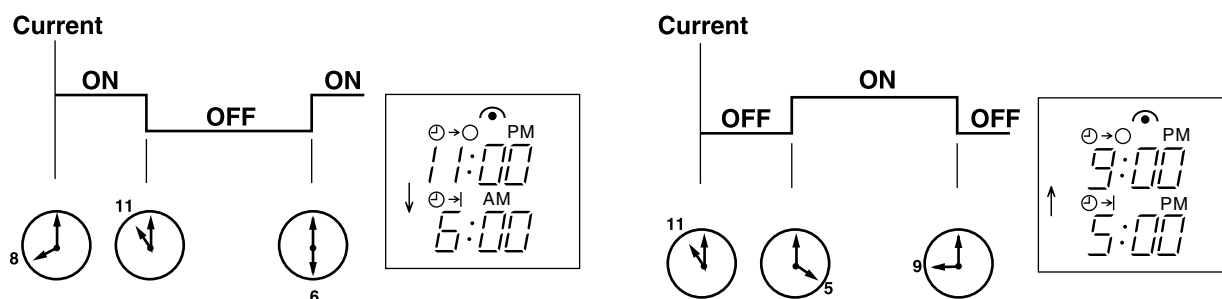 Current
ON
ON
OFF
PM
11:00
AM
6:00
11
8
6
Current
ON
OFF
OFF
PM
9:00
PM
5:00
11
5
9